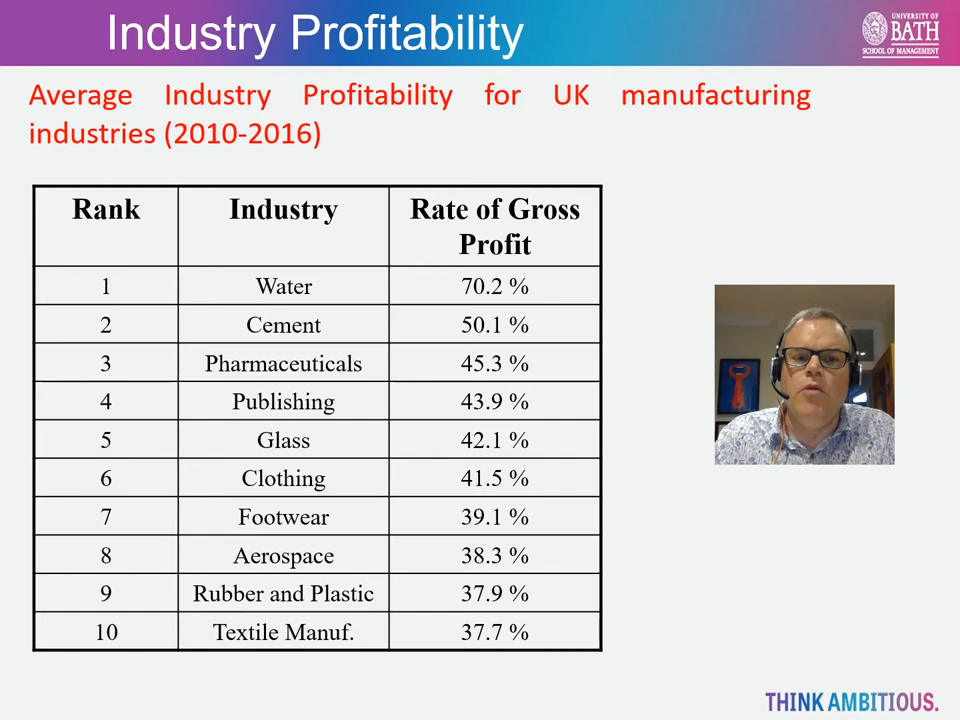 Industry Profitability
UNIVERSITY OF
BATH
SCHOOL OF MANAGEMENT
Average Industry Profitability for UK manufacturing
industries (2010-2016)
Rank Industry Rate of Gross
Profit
1 Water 70.2 %
2 Cement 50.1 %
3 Pharmaceuticals 45.3 %
4 Publishing 43.9 %
5 Glass 42.1 %
6 Clothing 41.5 %
7 Footwear 39.1 %
8 Aerospace 38.3 %
9 Rubber and Plastic 37.9 %
10 Textile Manuf. 37.7 %
THINK AMBITIOUS.